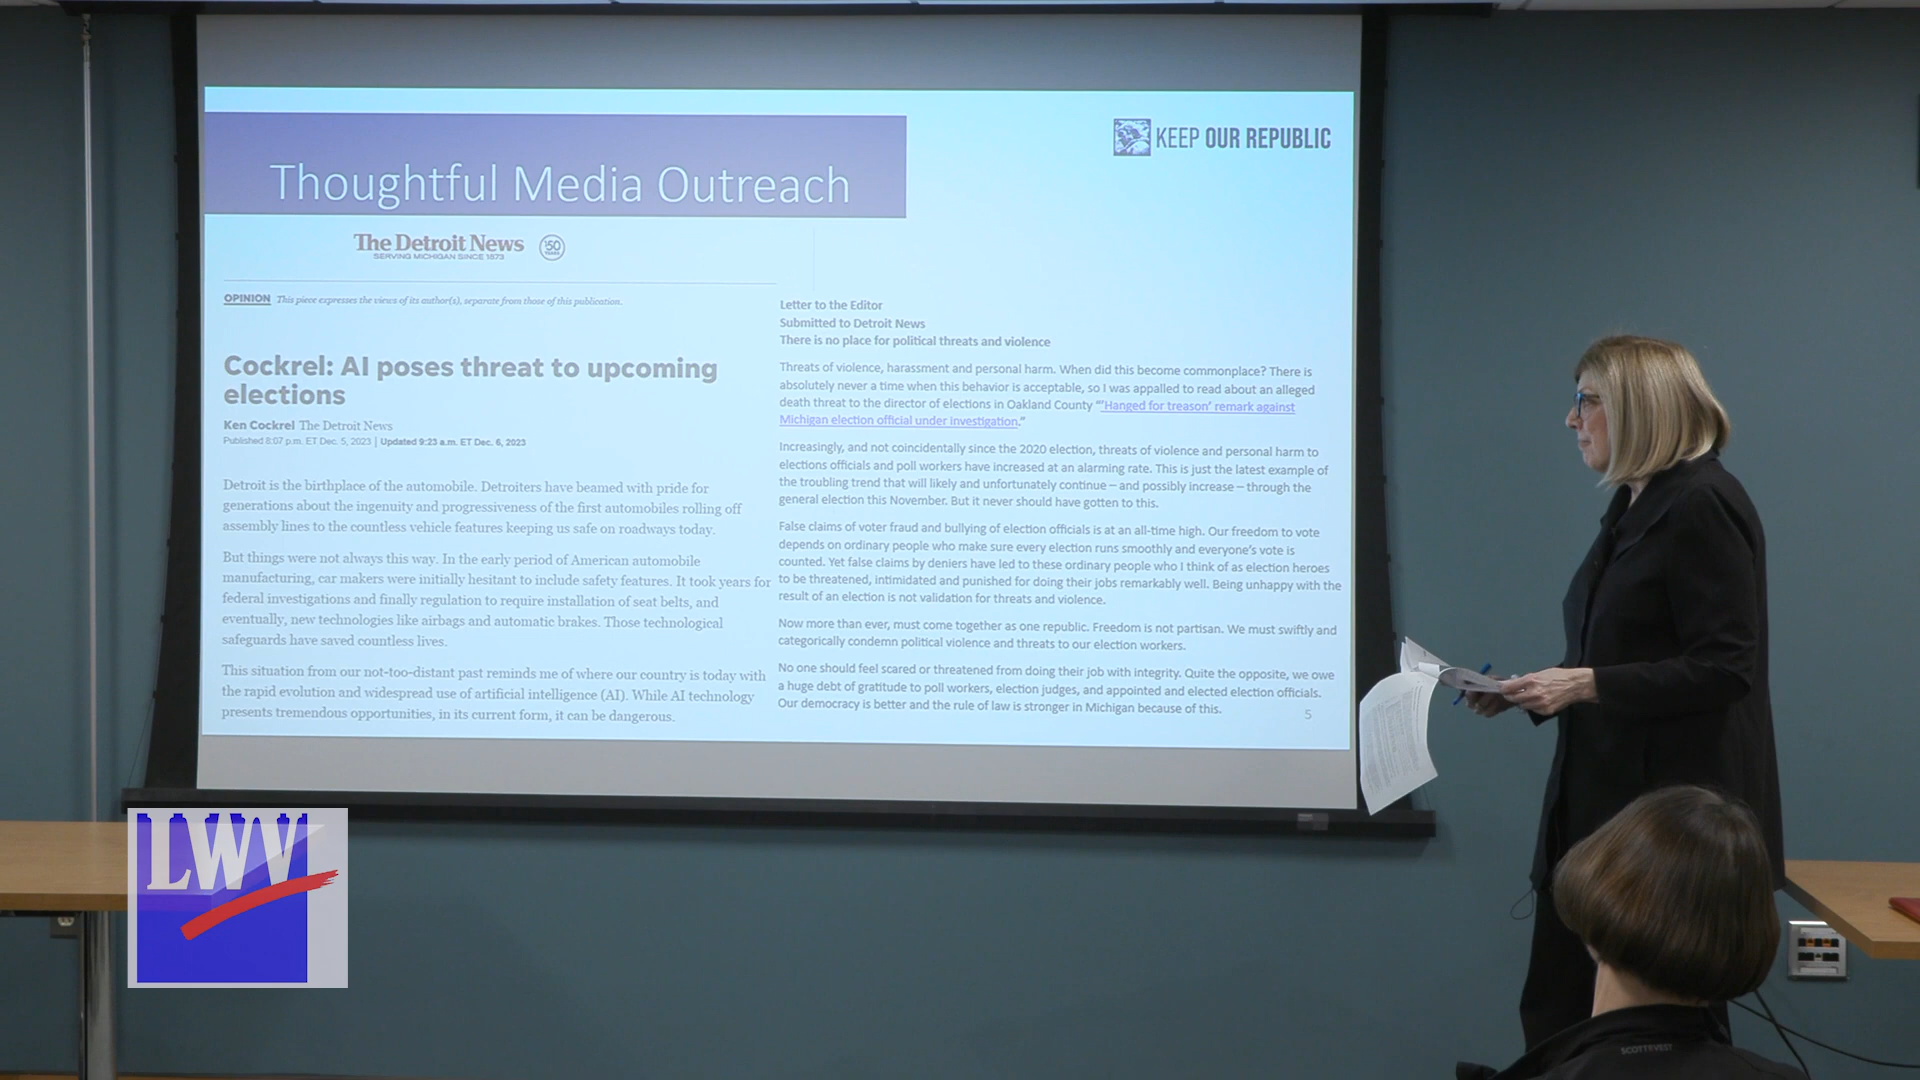 Thoughtful Media Outreach
KEEP OUR REPUBLIC
The Detroit News
SERVING MICHIGAN SINCE 1873
150
YEARS
OPINION This piece expresses the views of its author(s), separate from those of this publication.
Cockrel: AI poses threat to upcoming
elections
Ken Cockrel The Detroit News
Published 8:07 p.m. ET Dec. 5, 2023 | Updated 9:23 a.m. ET Dec. 6, 2023
Detroit is the birthplace of the automobile. Detroiters have beamed with pride for
generations about the ingenuity and progressiveness of the first automobiles rolling off
assembly lines to the countless vehicle features keeping us safe on roadways today.
But things were not always this way. In the early period of American automobile
manufacturing, car makers were initially hesitant to include safety features. It took years for
federal investigations and finally regulation to require installation of seat belts, and
eventually, new technologies like airbags and automatic brakes. Those technological
safeguards have saved countless lives.
This situation from our not-too-distant past reminds me of where our country is today with
the rapid evolution and widespread use of artificial intelligence (AI). While AI technology
presents tremendous opportunities, in its current form, it can be dangerous.
Letter to the Editor
Submitted to Detroit News
There is no place for political threats and violence
Threats of violence, harassment and personal harm. When did this become commonplace? There is
absolutely never a time when this behavior is acceptable, so I was appalled to read about an alleged
death threat to the director of elections in Oakland County “‘Hanged for treason’ remark against
Michigan election official under investigation.”
Increasingly, and not coincidentally since the 2020 election, threats of violence and personal harm to
elections officials and poll workers have increased at an alarming rate. This is just the latest example of
the troubling trend that will likely and unfortunately continue – and possibly increase – through the
general election this November. But it never should have gotten to this.
False claims of voter fraud and bullying of election officials is at an all-time high. Our freedom to vote
depends on ordinary people who make sure every election runs smoothly and everyone’s vote is
counted. Yet false claims by deniers have led to these ordinary people who I think of as election heroes
to be threatened, intimidated and punished for doing their jobs remarkably well. Being unhappy with the
result of an election is not validation for threats and violence.
Now more than ever, must come together as one republic. Freedom is not partisan. We must swiftly and
categorically condemn political violence and threats to our election workers.
No one should feel scared or threatened from doing their job with integrity. Quite the opposite, we owe
a huge debt of gratitude to poll workers, election judges, and appointed and elected election officials.
Our democracy is better and the rule of law is stronger in Michigan because of this.
5
LWV
SCOTTEVEST